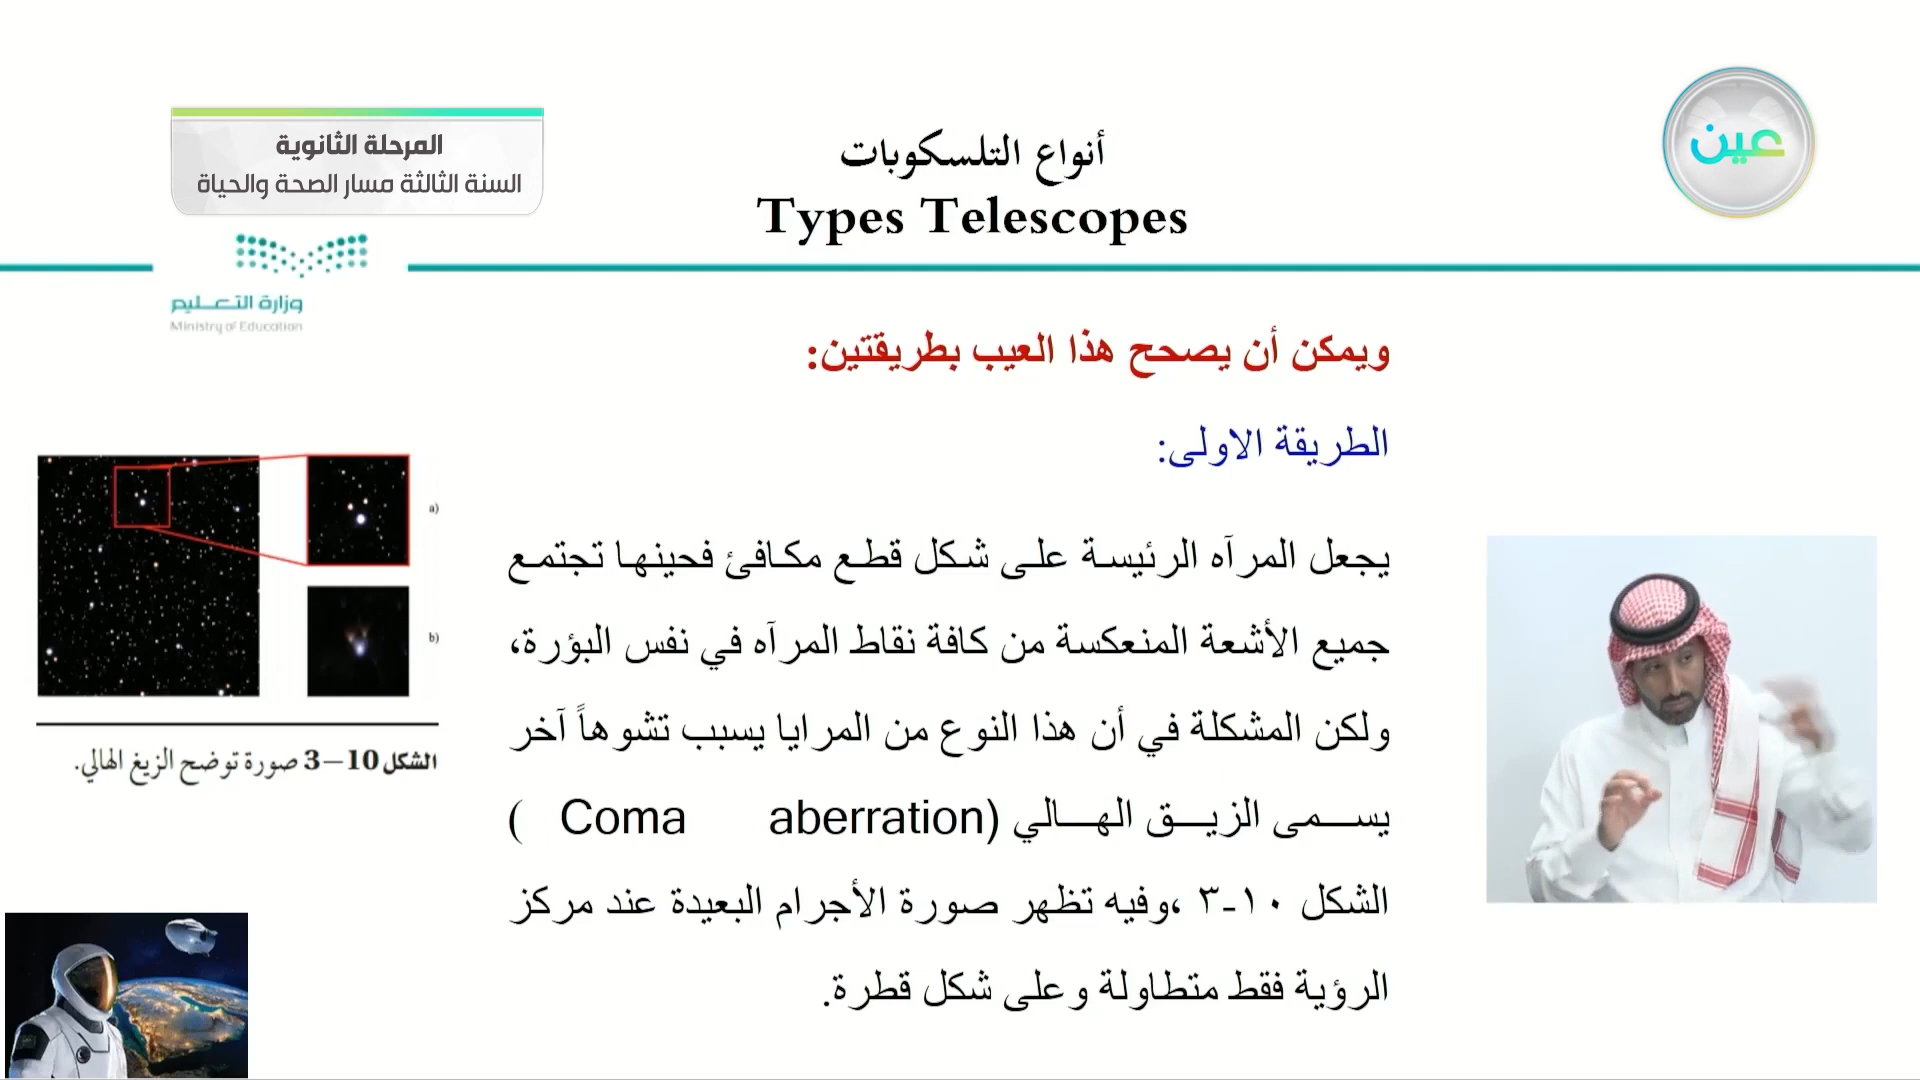 المرحلة الثانوية
السنة الثالثة مسار الصحة والحياة
أنواع التلسكوبات
Types Telescopes
عين
وزارة التعـليم
Ministry of Education
ويمكن أن يصحح هذا العيب بطريقتين:
الطريقة الاولى:
يجعل المرآه الرئيسة على شكل قطع مكافئ فحينها تجتمع
جميع الأشعة المنعكسة من كافة نقاط المرآه في نفس البؤرة،
ولكن المشكلة في أن هذا النوع من المرايا يسبب تشوهاً آخر
يسمى الزيق الهالي (Coma aberration )
الشكل ١٠-٣ ،وفيه تظهر صورة الأجرام البعيدة عند مركز
الرؤية فقط متطاولة وعلى شكل قطرة.
a)
b)
الشكل 10–3 صورة توضح الزيغ الهالي.